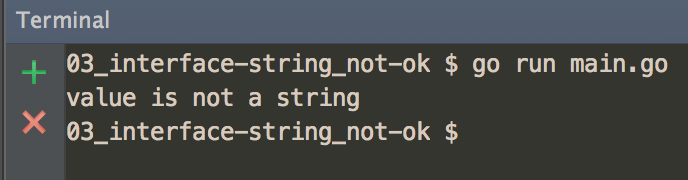 Terminal
03_interface-string_not-ok $ go run main.go
value is not a string
03_interface-string_not-ok $